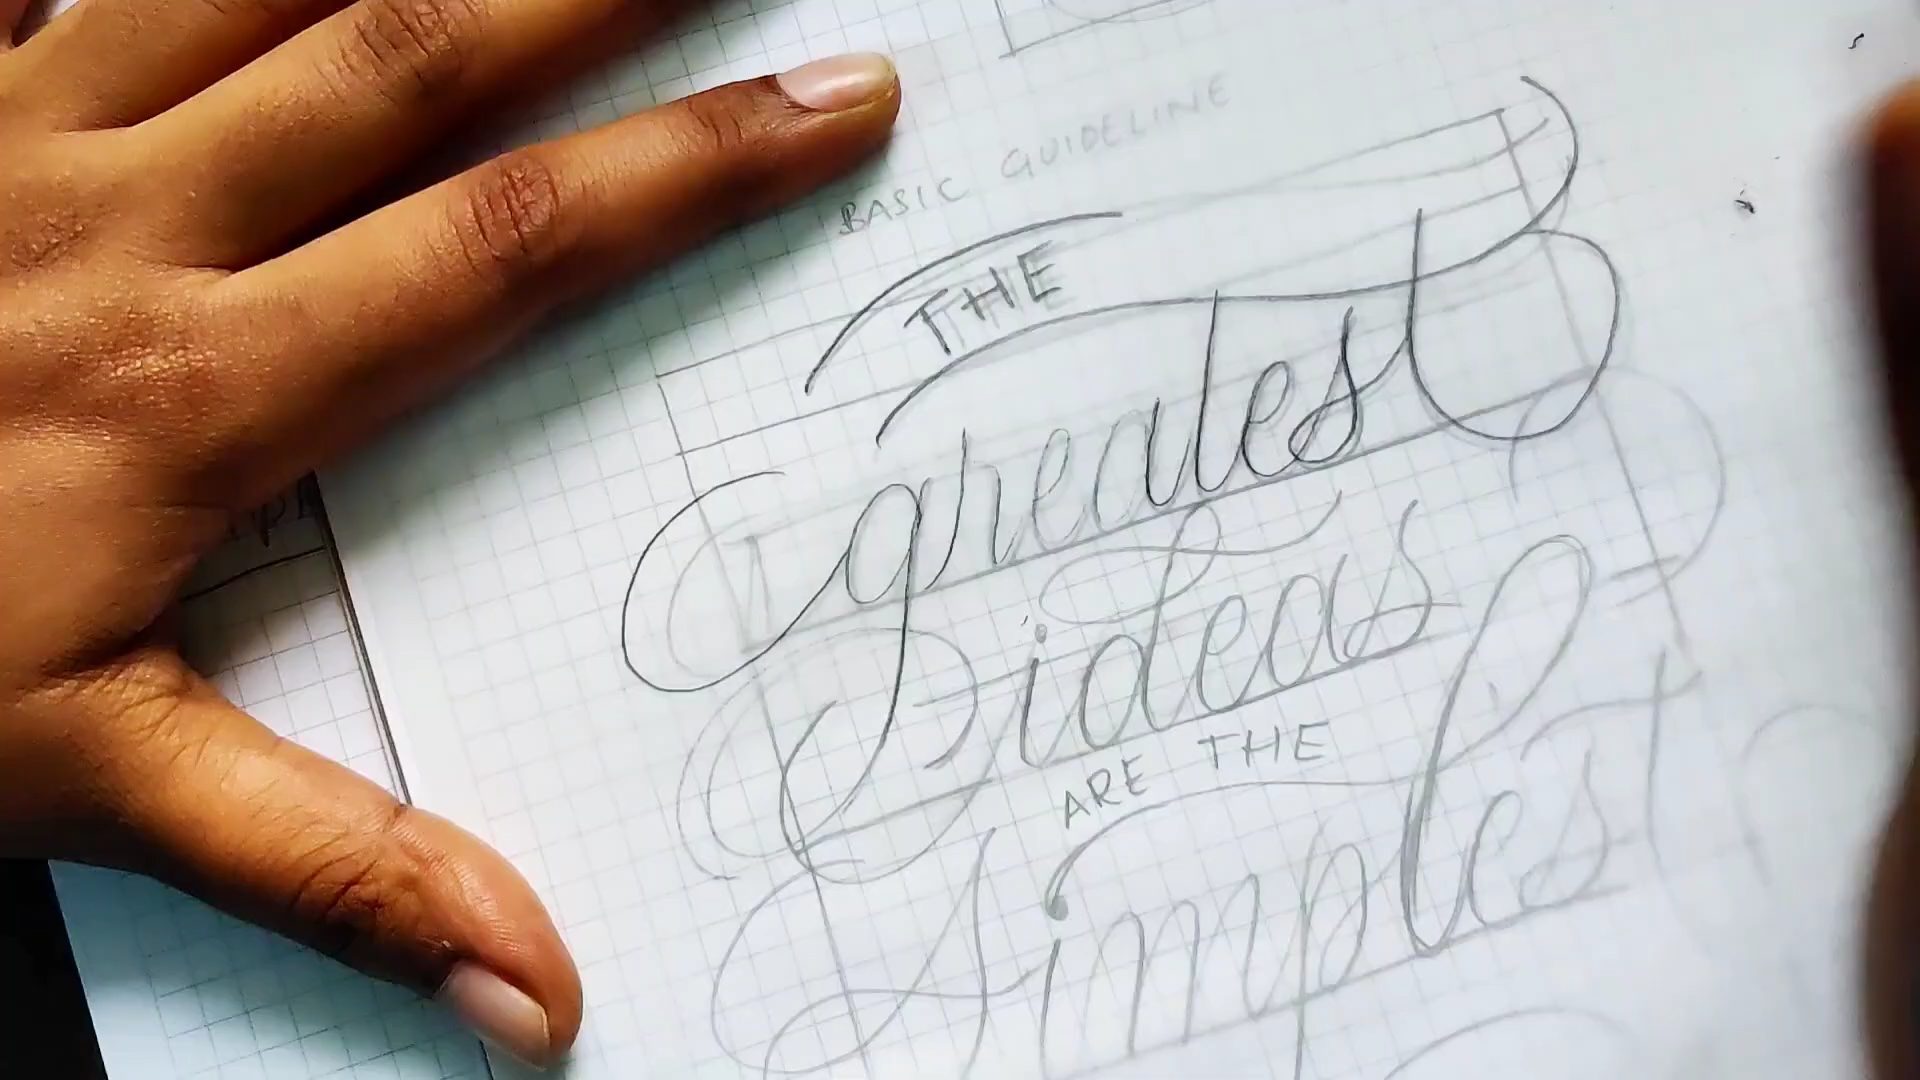 BASIC GUIDELINE
THE
greatest
ideas
ARE THE
Simplest